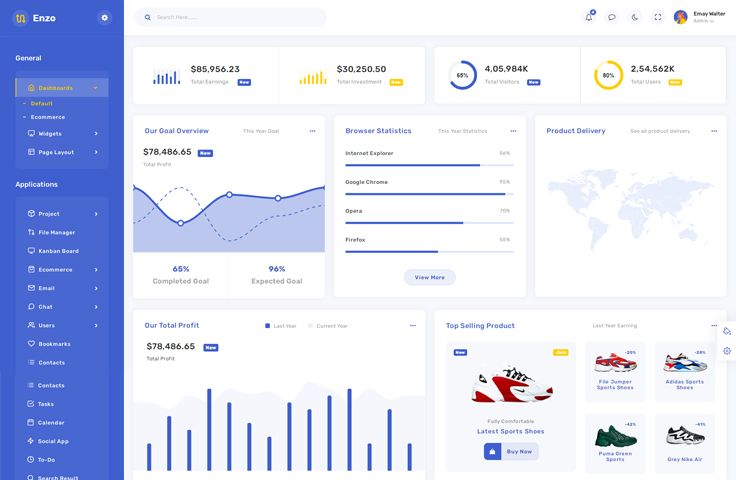 Enzo
Search Here.....
4
Emay Walter
Admin
General
Dashboards
Default
Ecommerce
Widgets
Page Layout
Applications
Project
File Manager
Kanban Board
Ecommerce
Email
Chat
Users
Bookmarks
Contacts
Contacts
Tasks
Calendar
Social App
To-Do
Search Result
$85,956.23
Total Earnings
New
$30,250.50
Total Investment
New
65%
4,05,984K
Total Visitors
New
80%
2,54,562K
Total Users
New
Our Goal Overview
This Year Goal
$78,486.65
New
Total Profit
65%
Completed Goal
96%
Expected Goal
Browser Statistics
This Year Statistics
Internet Explorer
Google Chrome
95%
Opera
70%
Firefox
55%
View More
Product Delivery
See all product delivery
Our Total Profit
Last Year
Current Year
$78,486.65
New
Total Profit
Top Selling Product
Last Year Earning
New
Fully Comfortable
Latest Sports Shoes
Buy Now
-20%
File Jumper
Sports Shoes
-28%
Adidas Sports
Shoes
-42%
Puma Green
Sports
-41%
Grey Nike Air